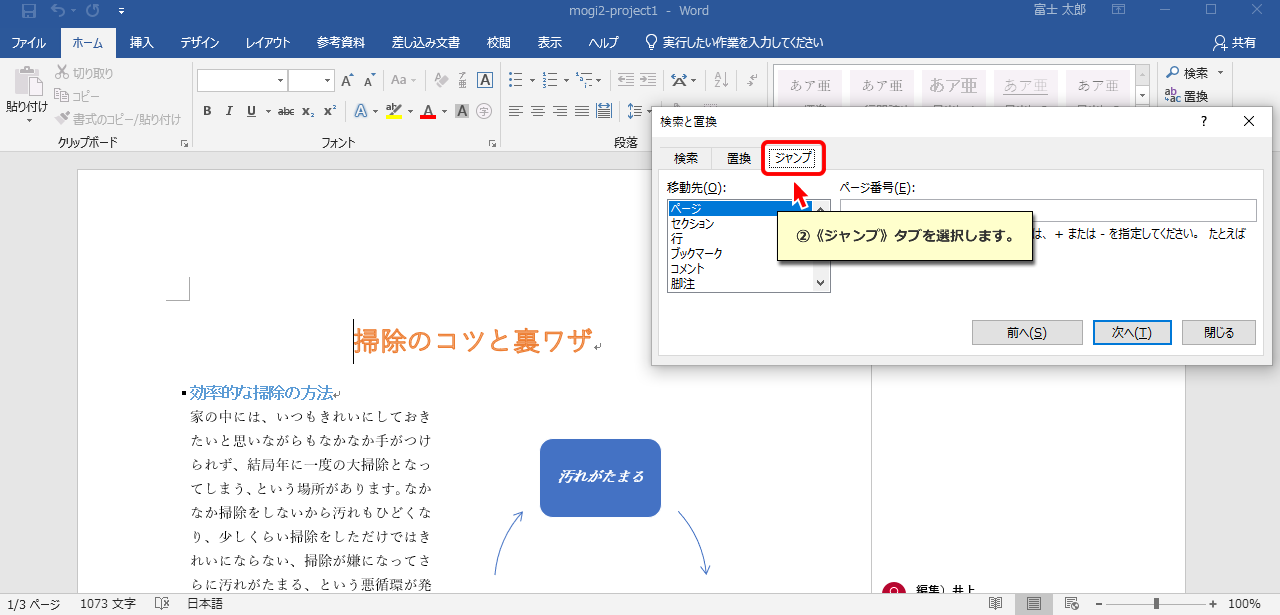 mogi2-project1 - Word
富士 太郎
ファイル ホーム 挿入 デザイン レイアウト 参考資料 差し込み文書 校閲 表示 ヘルプ 実行したい作業を入力してください 共有
貼り付け
切り取り
コピー
書式のコピー/貼り付け
クリップボード
Aa
A
B I U abc x₂ x² A ab A A 字
フォント
段落
あア亜 あア亜 あア亜 あア亜 あア亜
検索
置換
検索と置換
検索 置換 ジャンプ
移動先(O):
ページ
セクション
行
ブックマーク
コメント
脚注
ページ番号(E):
は、+ または - を指定してください。 たとえば
②《ジャンプ》タブを選択します。
前へ(S) 次へ(T) 閉じる
掃除のコツと裏ワザ
効率的な掃除の方法
家の中には、いつもきれいにしておき
たいと思いながらもなかなか手がつけ
られず、結局年に一度の大掃除となっ
てしまう、という場所があります。なか
なか掃除をしないから汚れもひどくな
り、少しくらい掃除をしただけではき
れいにならない、掃除が嫌になってさ
らに汚れがたまる、という悪循環が発
汚れがたまる
編集）井上
1/3 ページ 1073 文字 日本語
100%